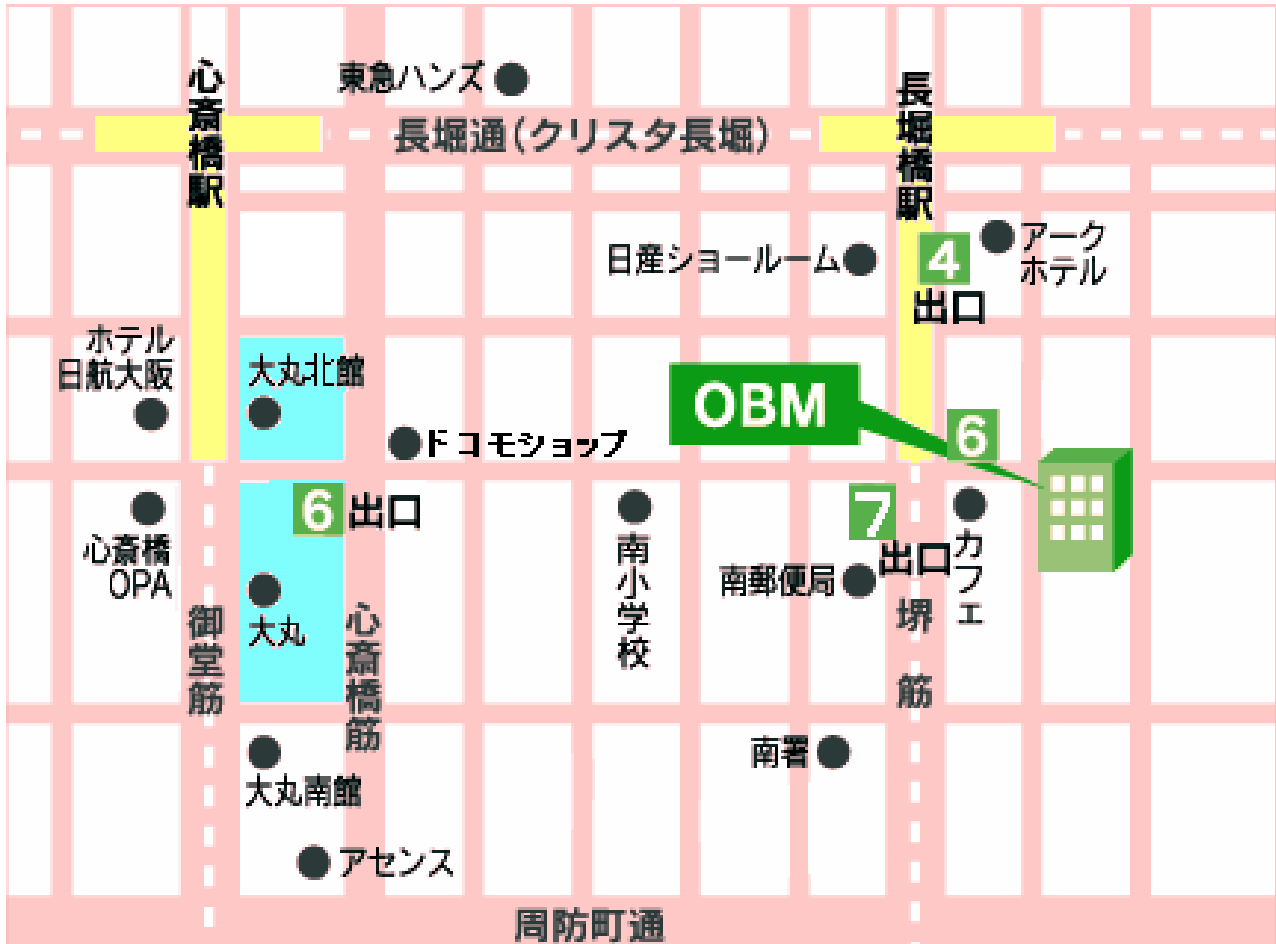 東急ハンズ
心斎橋駅
長堀橋駅
長堀通(クリスタ長堀)
アーク
ホテル
日産ショールーム
4
出口
ホテル
日航大阪
大丸北館
OBM
ドコモショップ
6
6
出口
7
出口
心斎橋
OPA
南小学校
南郵便局
カフェ
大丸
御堂筋
心斎橋筋
堺筋
大丸南館
南署
アセンス
周防町通